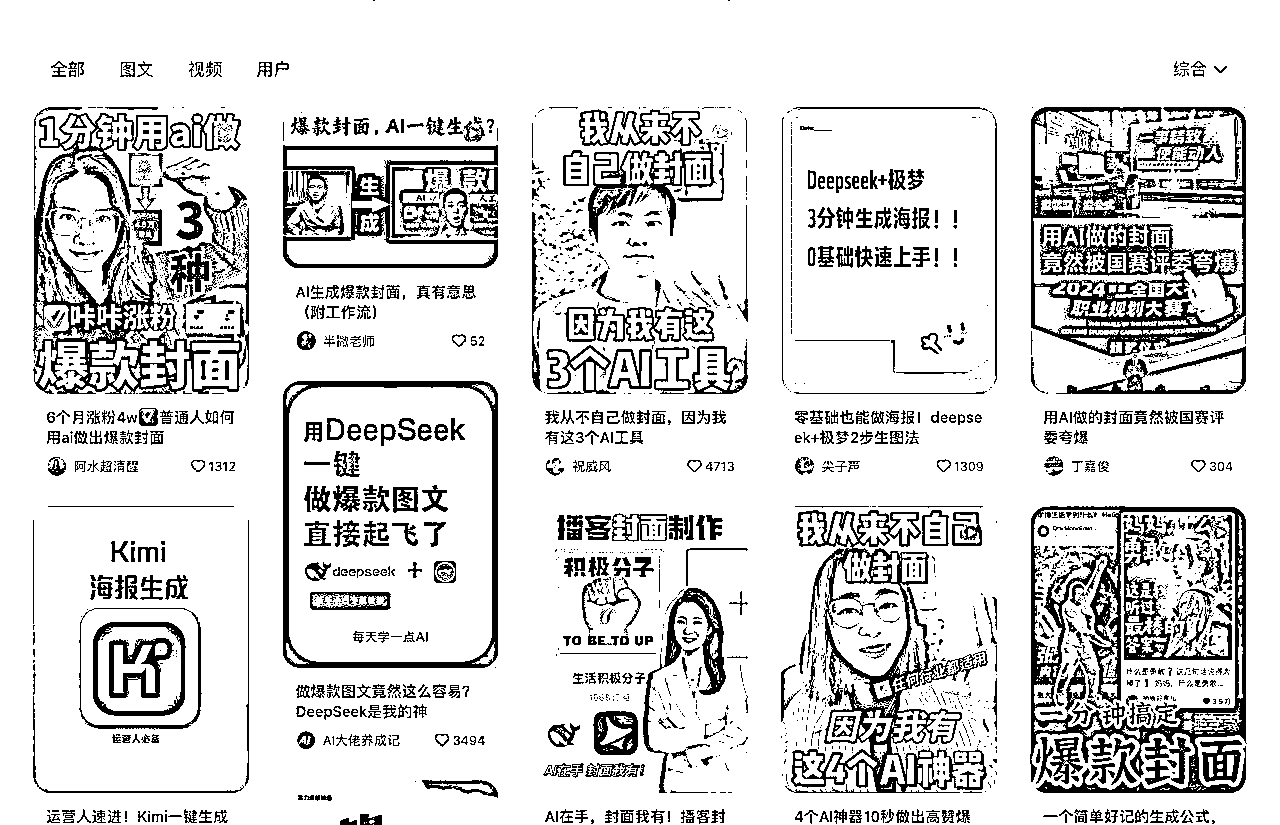 全部
图文
视频
用户
综合
1分钟用ai做
3
种
咔咔涨粉
爆款封面
6个月涨粉4w普通人如何
用ai做出爆款封面
阿水超清醒
1312
爆款封面，AI一键生成?
生
成
爆款
AI生成爆款封面，真有意思
（附工作流）
半微老师
52
我从来不
自己做封面
因为我有这
3个AI工具
我从不自己做封面，因为我
有这3个AI工具
祝威风
4713
Deepseek+极梦
3分钟生成海报！！
0基础快速上手！！
零基础也能做海报！deepse
ek+极梦2步生图法
尖子芦
1309
用AI做的封面
竟然被国赛评委夸爆
2024 全国大
职业规划大赛
用AI做的封面竟然被国赛评
委夸爆
丁嘉俊
304
Kimi
海报生成
运营人必备
运营人速进！Kimi一键生成
用DeepSeek
一键
做爆款图文
直接起飞了
deepseek +
每天学一点AI
做爆款图文竟然这么容易？
DeepSeek是我的神
AI大佬养成记
3494
播客封面制作
积极分子
TO BE..TO UP
生活积极分子
AI在手 封面我有!
AI在手，封面我有！播客封
我从来不自己
做封面
任何行业都适用
因为我有
这4个AI神器
4个AI神器10秒做出高赞爆
什么是勇敢？
一分钟搞定
爆款封面
一个简单好记的生成公式，